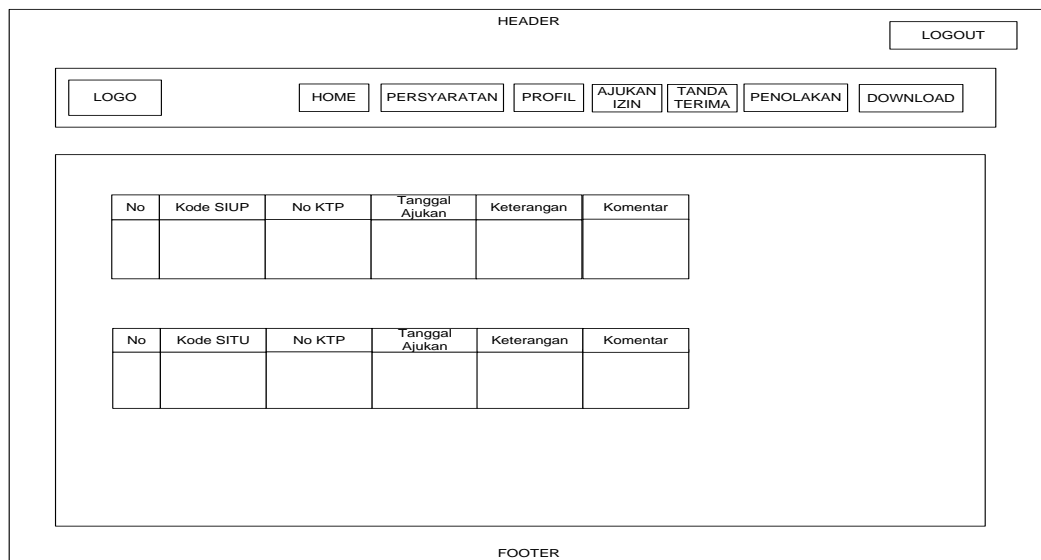 HEADER
LOGOUT
LOGO
HOME
PERSYARATAN
PROFIL
AJUKAN
IZIN
TANDA
TERIMA
PENOLAKAN
DOWNLOAD
No
Kode SIUP
No KTP
Tanggal
Ajukan
Keterangan
Komentar
No
Kode SITU
No KTP
Tanggal
Ajukan
Keterangan
Komentar
FOOTER